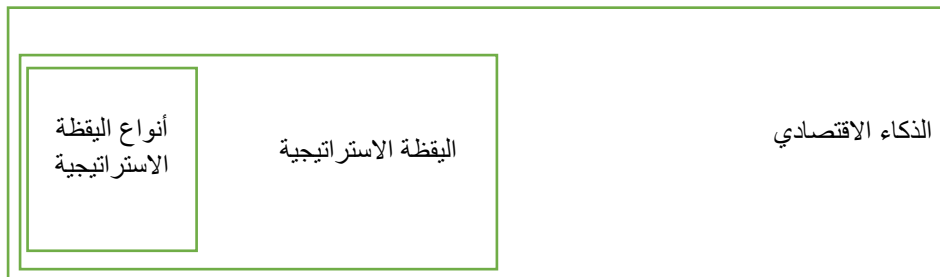 الذكاء الاقتصادي
اليقظة الاستراتيجية
أنواع اليقظة
الاستراتيجية